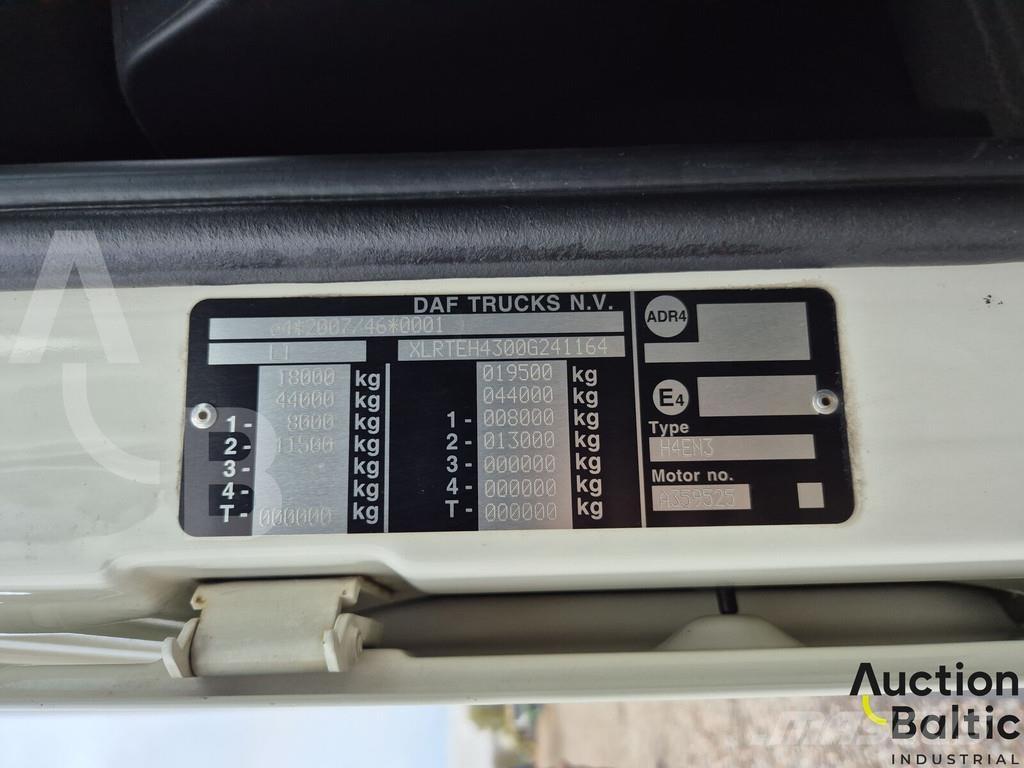 DAF TRUCKS N.V.
e4*2007/46*0001
LT XLRTEH4300G241164
18000 kg 019500 kg
44000 kg 044000 kg
1- 8000 kg 1- 008000 kg
2- 11500 kg 2- 013000 kg
3- kg 3- 000000 kg
4- kg 4- 000000 kg
T- 000000 kg T- 000000 kg
ADR4
E4
Type
H4EN3
Motor no.
A359525
Auction
Baltic
INDUSTRIAL